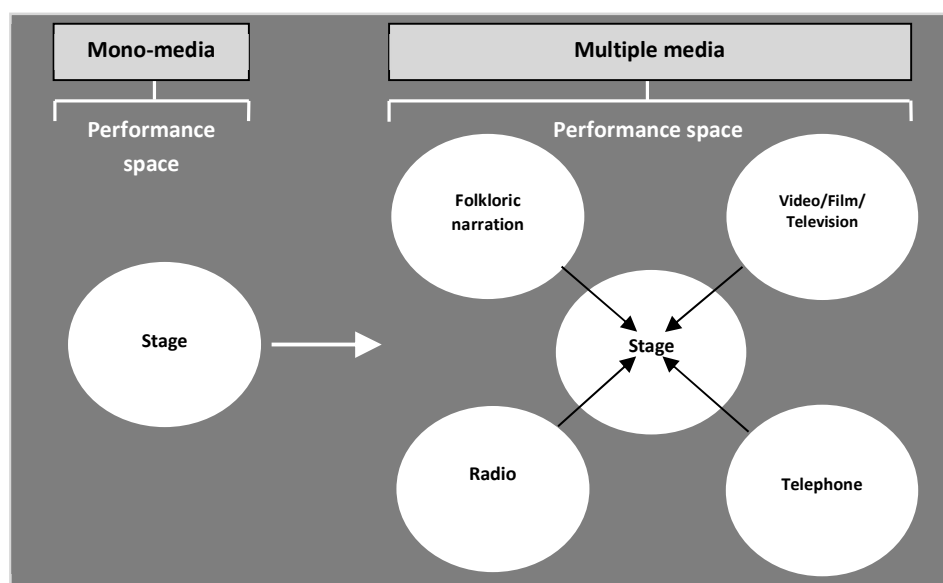 Mono-media
Multiple media
Performance
space
Performance space
Folkloric
narration
Video/Film/
Television
Stage
Stage
Radio
Telephone